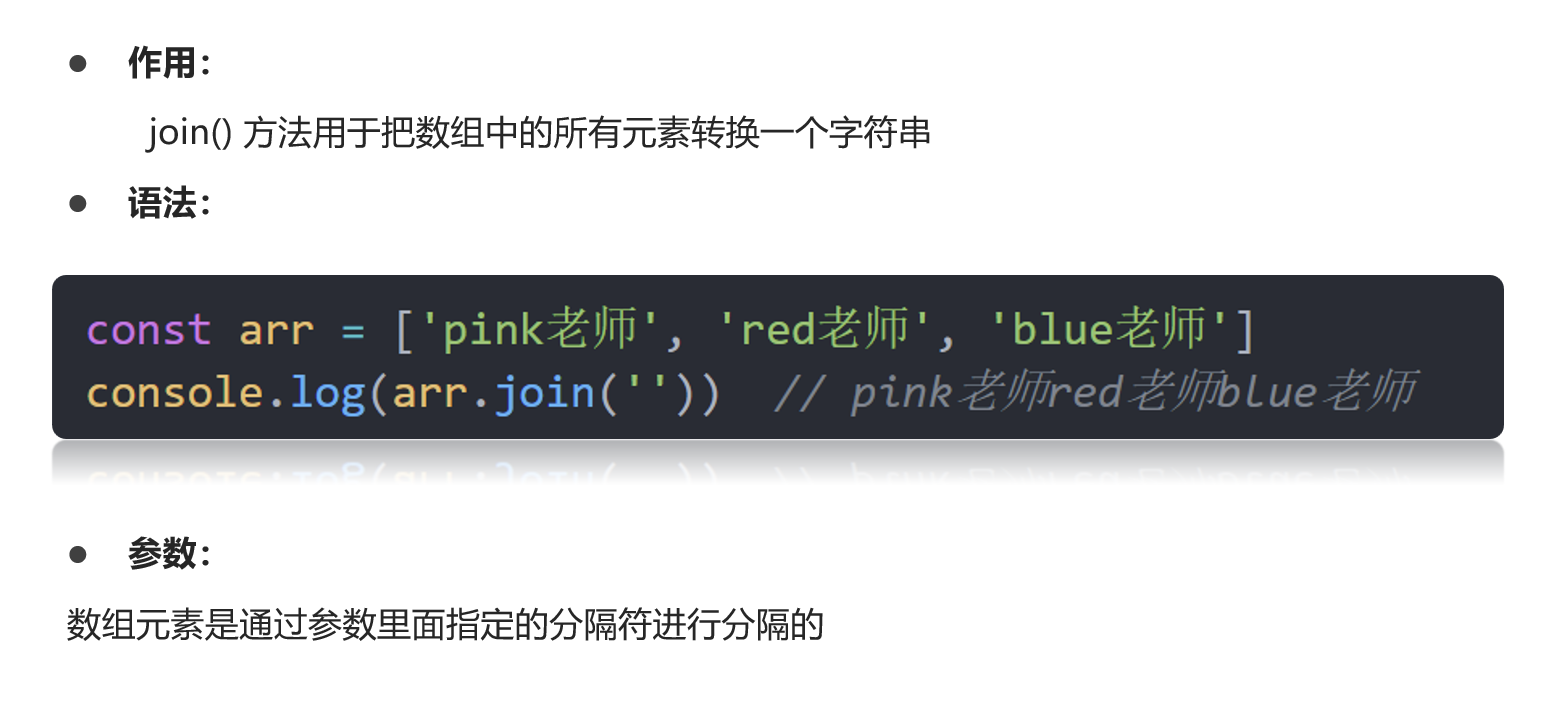 ● 作用：
join() 方法用于把数组中的所有元素转换一个字符串
● 语法：
const arr = ['pink老师', 'red老师', 'blue老师']
console.log(arr.join(''))  // pink老师red老师blue老师
● 参数：
数组元素是通过参数里面指定的分隔符进行分隔的